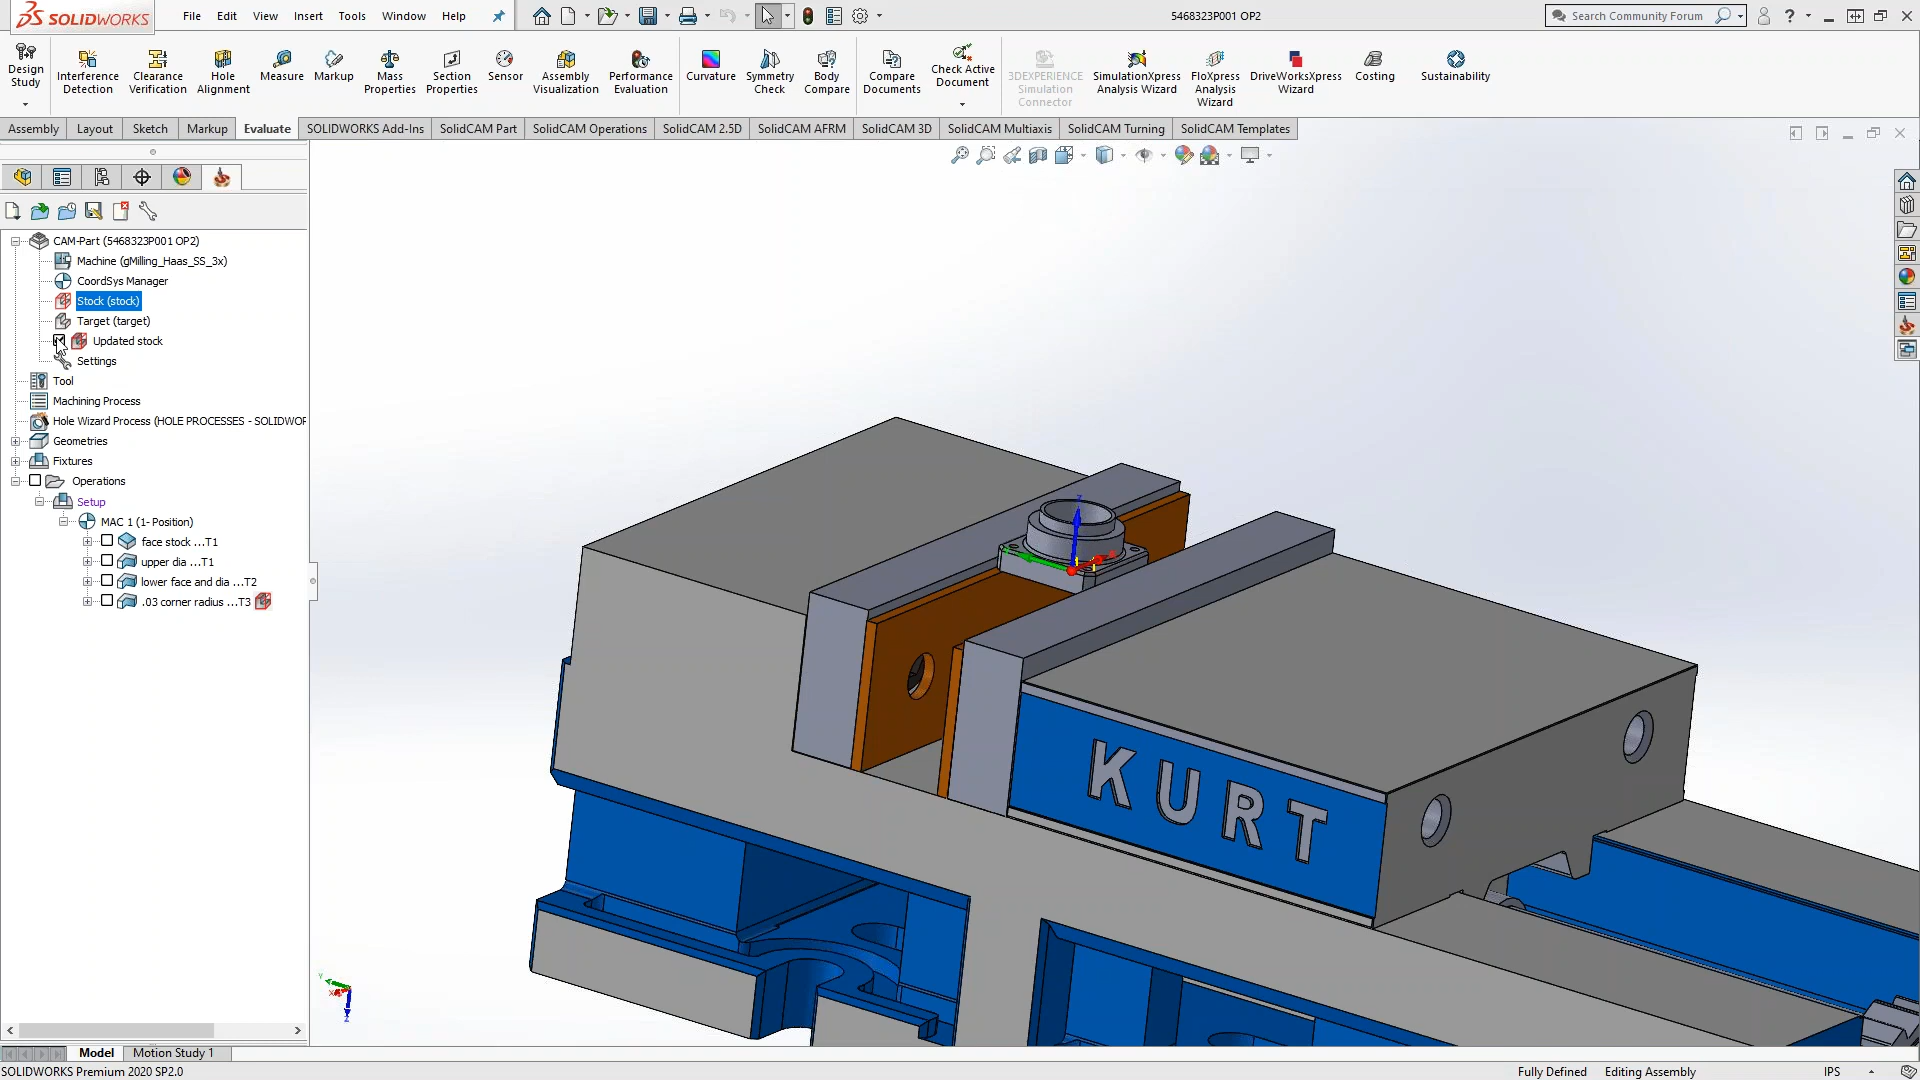 SOLIDWORKS
File Edit View Insert Tools Window Help
5468323P001 OP2
Search Community Forum
Design Study
Interference Detection
Clearance Verification
Hole Alignment
Measure
Markup
Mass Properties
Section Properties
Sensor
Assembly Visualization
Performance Evaluation
Curvature
Symmetry Check
Body Compare
Compare Documents
Check Active Document
3DEXPERIENCE Simulation Connector
SimulationXpress Analysis Wizard
FloXpress Analysis Wizard
DriveWorksXpress Wizard
Costing
Sustainability
Assembly Layout Sketch Markup Evaluate SOLIDWORKS Add-Ins SolidCAM Part SolidCAM Operations SolidCAM 2.5D SolidCAM AFRM SolidCAM 3D SolidCAM Multiaxis SolidCAM Turning SolidCAM Templates
CAM-Part (5468323P001 OP2)
Machine (gMilling_Haas_SS_3x)
CoordSys Manager
Stock (stock)
Target (target)
Updated stock
Settings
Tool
Machining Process
Hole Wizard Process (HOLE PROCESSES - SOLIDWOR
Geometries
Fixtures
Operations
Setup
MAC 1 (1- Position)
face stock ...T1
upper dia ...T1
lower face and dia ...T2
.03 corner radius ...T3
Z
KURT
Y
X
Z
Model Motion Study 1
SOLIDWORKS Premium 2020 SP2.0
Fully Defined Editing Assembly IPS